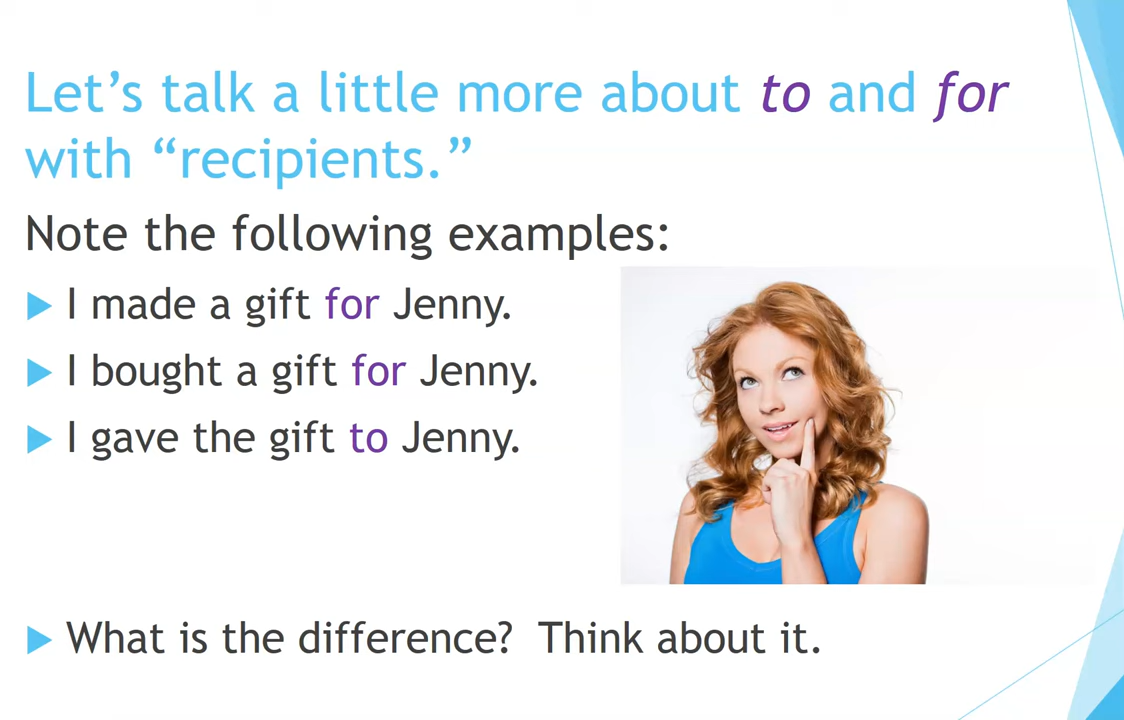 Let's talk a little more about to and for
with “recipients.”
Note the following examples:
I made a gift for Jenny.
I bought a gift for Jenny.
I gave the gift to Jenny.
What is the difference?  Think about it.